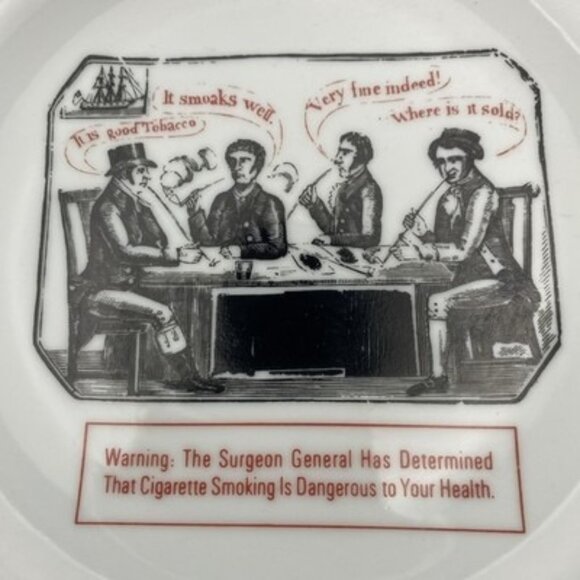 It is good Tobacco
It smoaks well.
Very fine indeed!
Where is it sold?
Warning: The Surgeon General Has Determined
That Cigarette Smoking Is Dangerous to Your Health.